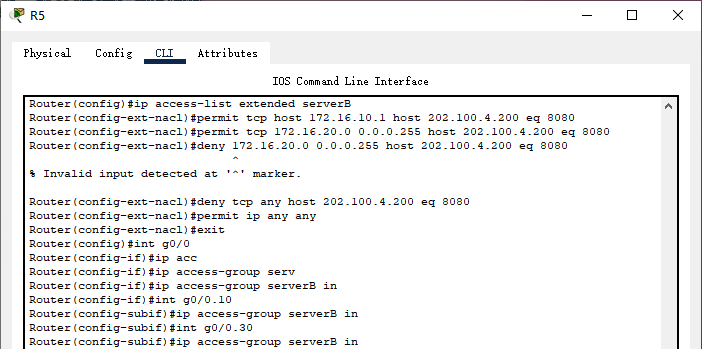 R5
Physical Config CLI Attributes
IOS Command Line Interface
Router(config)#ip access-list extended serverB
Router(config-ext-nacl)#permit tcp host 172.16.10.1 host 202.100.4.200 eq 8080
Router(config-ext-nacl)#permit tcp 172.16.20.0 0.0.0.255 host 202.100.4.200 eq 8080
Router(config-ext-nacl)#deny 172.16.20.0 0.0.0.255 host 202.100.4.200 eq 8080
^
% Invalid input detected at '^' marker.
Router(config-ext-nacl)#deny tcp any host 202.100.4.200 eq 8080
Router(config-ext-nacl)#permit ip any any
Router(config-ext-nacl)#exit
Router(config)#int g0/0
Router(config-if)#ip acc
Router(config-if)#ip access-group serv
Router(config-if)#ip access-group serverB in
Router(config-if)#int g0/0.10
Router(config-subif)#ip access-group serverB in
Router(config-subif)#int g0/0.30
Router(config-subif)#ip access-group serverB in